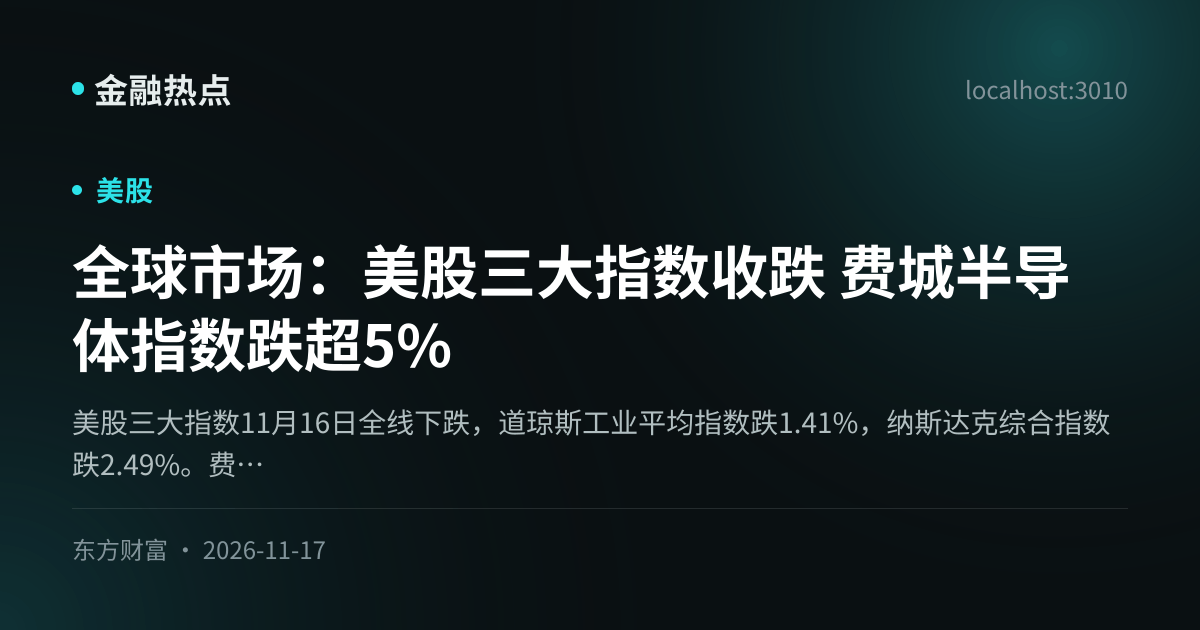 金融热点
localhost:3010
美股
全球市场：美股三大指数收跌 费城半导
体指数跌超5%
美股三大指数11月16日全线下跌，道琼斯工业平均指数跌1.41%，纳斯达克综合指数
跌2.49%。费…
东方财富 · 2026-11-17